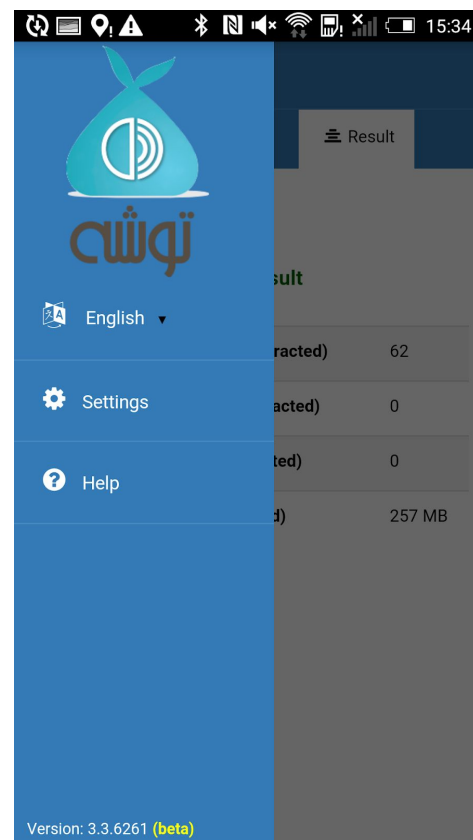 15:34
توشه
Result
sult
English
racted) 62
Settings
acted) 0
ted) 0
Help
d) 257 MB
Version: 3.3.6261 (beta)